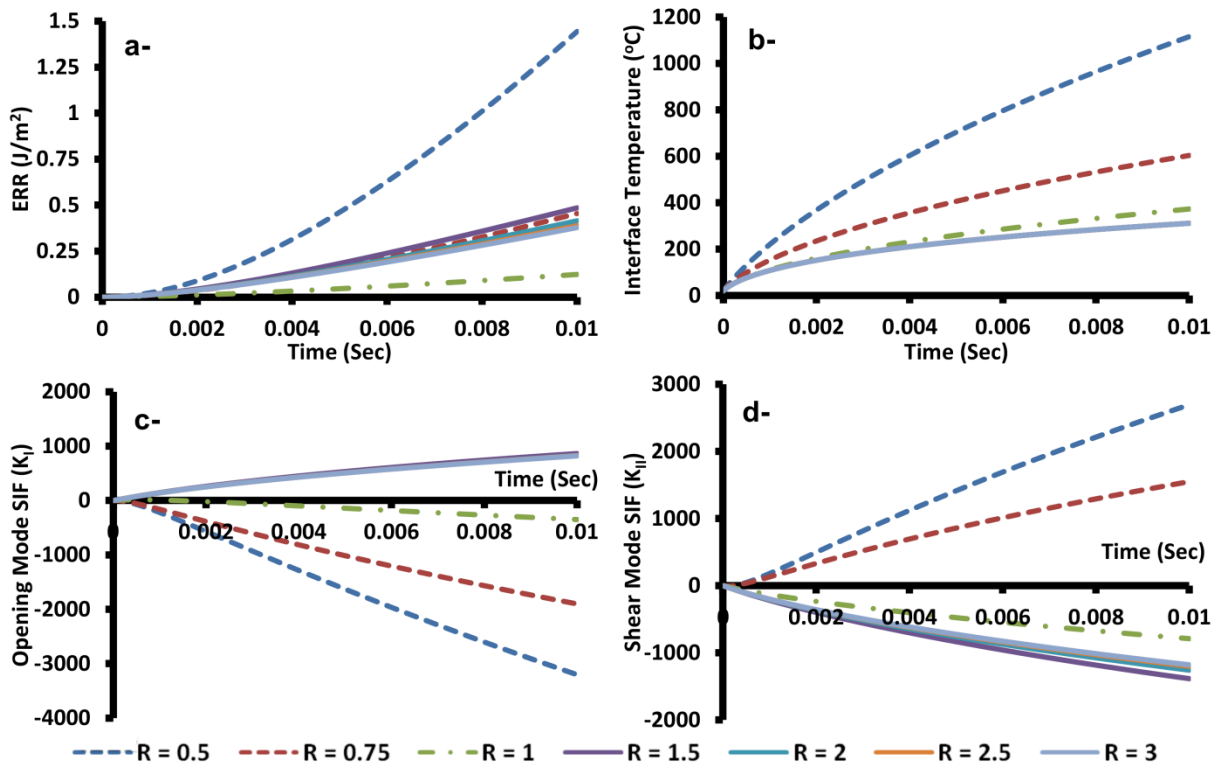 a-
ERR (J/m²)
1.5
1.25
1
0.75
0.5
0.25
0
0 0.002 0.004 0.006 0.008 0.01
Time (Sec)
b-
Interface Temperature (°C)
1200
1000
800
600
400
200
0
0 0.002 0.004 0.006 0.008 0.01
Time (Sec)
c-
Opening Mode SIF (K_I)
2000
1000
0
-1000
-2000
-3000
-4000
Time (Sec)
0 0.002 0.004 0.006 0.008 0.01
d-
Shear Mode SIF (K_II)
3000
2000
1000
0
-1000
-2000
Time (Sec)
0 0.002 0.004 0.006 0.008 0.01
R = 0.5 R = 0.75 R = 1 R = 1.5 R = 2 R = 2.5 R = 3